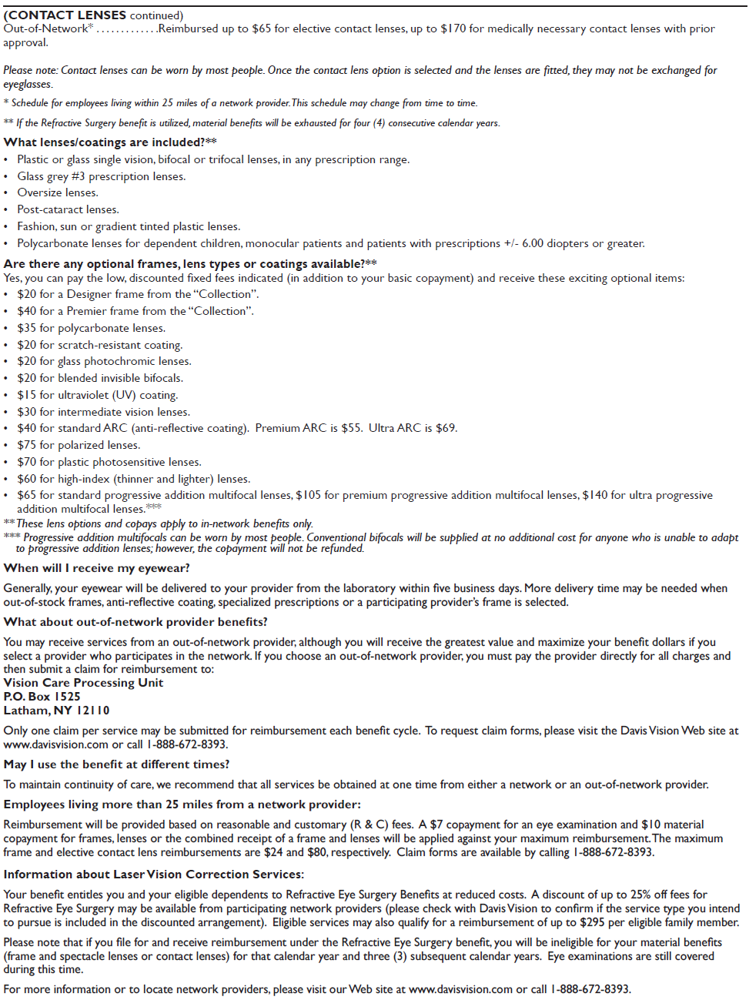 (CONTACT LENSES continued)
Out-of-Network* . . . . . . . . . . . . .Reimbursed up to $65 for elective contact lenses, up to $170 for medically necessary contact lenses with prior
approval.
Please note: Contact lenses can be worn by most people. Once the contact lens option is selected and the lenses are fitted, they may not be exchanged for
eyeglasses.
* Schedule for employees living within 25 miles of a network provider. This schedule may change from time to time.
** If the Refractive Surgery benefit is utilized, material benefits will be exhausted for four (4) consecutive calendar years.
What lenses/coatings are included?**
• Plastic or glass single vision, bifocal or trifocal lenses, in any prescription range.
• Glass grey #3 prescription lenses.
• Oversize lenses.
• Post-cataract lenses.
• Fashion, sun or gradient tinted plastic lenses.
• Polycarbonate lenses for dependent children, monocular patients and patients with prescriptions +/- 6.00 diopters or greater.
Are there any optional frames, lens types or coatings available?**
Yes, you can pay the low, discounted fixed fees indicated (in addition to your basic copayment) and receive these exciting optional items:
• $20 for a Designer frame from the “Collection”.
• $40 for a Premier frame from the “Collection”.
• $35 for polycarbonate lenses.
• $20 for scratch-resistant coating.
• $20 for glass photochromic lenses.
• $20 for blended invisible bifocals.
• $15 for ultraviolet (UV) coating.
• $30 for intermediate vision lenses.
• $40 for standard ARC (anti-reflective coating). Premium ARC is $55. Ultra ARC is $69.
• $75 for polarized lenses.
• $70 for plastic photosensitive lenses.
• $60 for high-index (thinner and lighter) lenses.
• $65 for standard progressive addition multifocal lenses, $105 for premium progressive addition multifocal lenses, $140 for ultra progressive
addition multifocal lenses.***
** These lens options and copays apply to in-network benefits only.
*** Progressive addition multifocals can be worn by most people. Conventional bifocals will be supplied at no additional cost for anyone who is unable to adapt
to progressive addition lenses; however, the copayment will not be refunded.
When will I receive my eyewear?
Generally, your eyewear will be delivered to your provider from the laboratory within five business days. More delivery time may be needed when
out-of-stock frames, anti-reflective coating, specialized prescriptions or a participating provider’s frame is selected.
What about out-of-network provider benefits?
You may receive services from an out-of-network provider, although you will receive the greatest value and maximize your benefit dollars if you
select a provider who participates in the network. If you choose an out-of-network provider, you must pay the provider directly for all charges and
then submit a claim for reimbursement to:
Vision Care Processing Unit
P.O. Box 1525
Latham, NY 12110
Only one claim per service may be submitted for reimbursement each benefit cycle. To request claim forms, please visit the Davis Vision Web site at
www.davisvision.com or call 1-888-672-8393.
May I use the benefit at different times?
To maintain continuity of care, we recommend that all services be obtained at one time from either a network or an out-of-network provider.
Employees living more than 25 miles from a network provider:
Reimbursement will be provided based on reasonable and customary (R & C) fees. A $7 copayment for an eye examination and $10 material
copayment for frames, lenses or the combined receipt of a frame and lenses will be applied against your maximum reimbursement. The maximum
frame and elective contact lens reimbursements are $24 and $80, respectively. Claim forms are available by calling 1-888-672-8393.
Information about Laser Vision Correction Services:
Your benefit entitles you and your eligible dependents to Refractive Eye Surgery Benefits at reduced costs. A discount of up to 25% off fees for
Refractive Eye Surgery may be available from participating network providers (please check with Davis Vision to confirm if the service type you intend
to pursue is included in the discounted arrangement). Eligible services may also qualify for a reimbursement of up to $295 per eligible family member.
Please note that if you file for and receive reimbursement under the Refractive Eye Surgery benefit, you will be ineligible for your material benefits
(frame and spectacle lenses or contact lenses) for that calendar year and three (3) subsequent calendar years. Eye examinations are still covered
during this time.
For more information or to locate network providers, please visit our Web site at www.davisvision.com or call 1-888-672-8393.